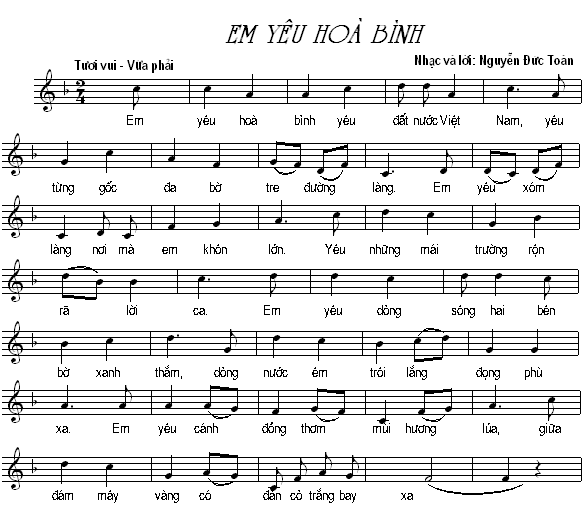 EM YÊU HOÀ BÌNH
Tươi vui - Vừa phải
Nhạc và lời: Nguyễn Đức Toàn
2
4
Em yêu hoà bình yêu đất nước Việt Nam, yêu
từng gốc đa bờ tre đường làng. Em yêu xóm
làng nơi mà em khôn lớn. Yêu những mái trường rộn
rã lời ca. Em yêu dòng sông hai bên
bờ xanh thắm, dòng nước êm trôi lắng đọng phù
xa. Em yêu cánh đồng thơm mùi hương lúa, giữa
đám mây vàng có đàn cò trắng bay xa